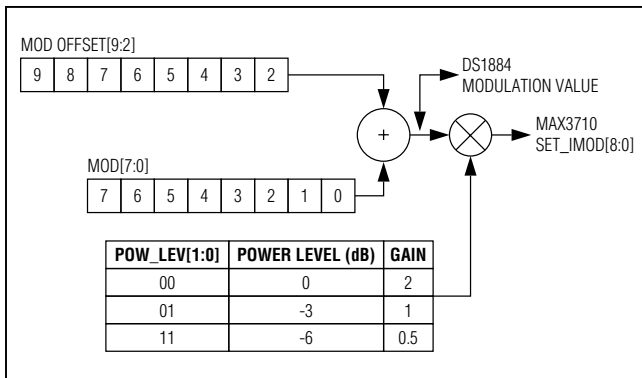 MOD OFFSET[9:2]
9 8 7 6 5 4 3 2
DS1884
MODULATION VALUE
+
MAX3710
SET_IMOD[8:0]
MOD[7:0]
7 6 5 4 3 2 1 0
POW_LEV[1:0] POWER LEVEL (dB) GAIN
00 0 2
01 -3 1
11 -6 0.5